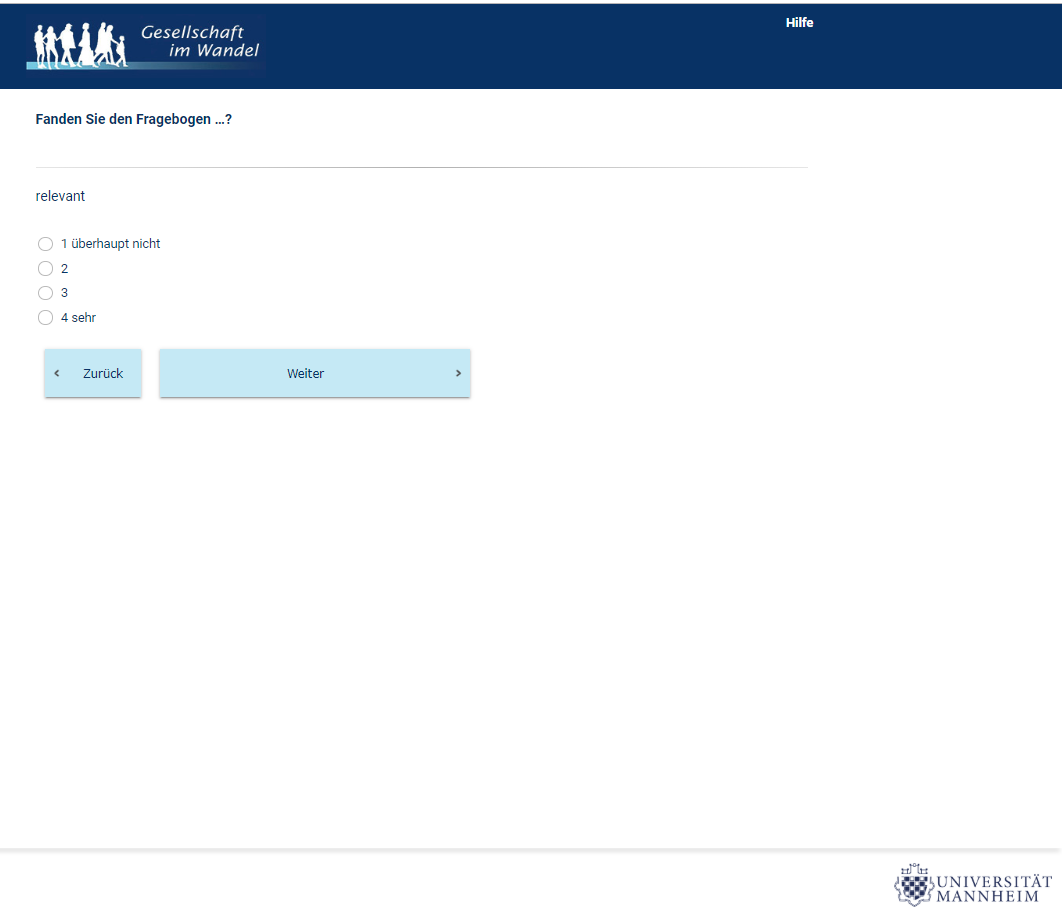 Gesellschaft
im Wandel
Hilfe
Fanden Sie den Fragebogen ...?
relevant
1 überhaupt nicht
2
3
4 sehr
‹ Zurück
Weiter ›
UNIVERSITÄT
MANNHEIM